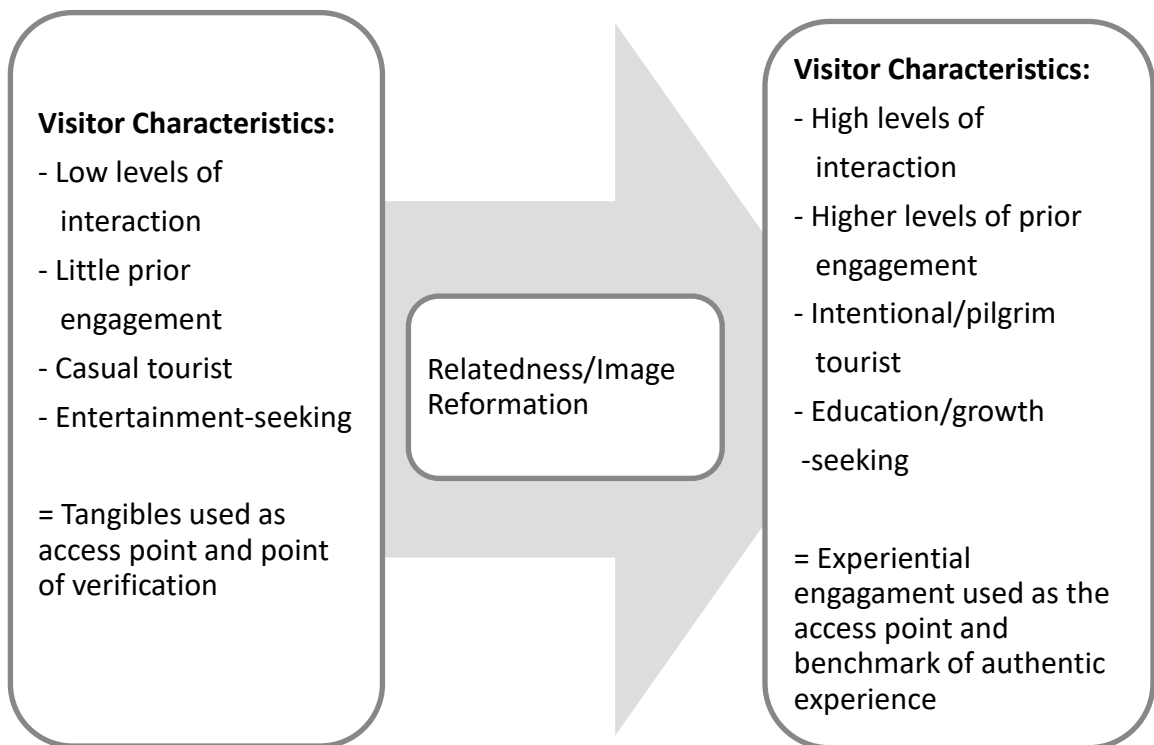 Visitor Characteristics:
- Low levels of
interaction
- Little prior
engagement
- Casual tourist
- Entertainment-seeking
= Tangibles used as
access point and point
of verification
Relatedness/Image
Reformation
Visitor Characteristics:
- High levels of
interaction
- Higher levels of prior
engagement
- Intentional/pilgrim
tourist
- Education/growth
-seeking
= Experiential
engagament used as the
access point and
benchmark of authentic
experience